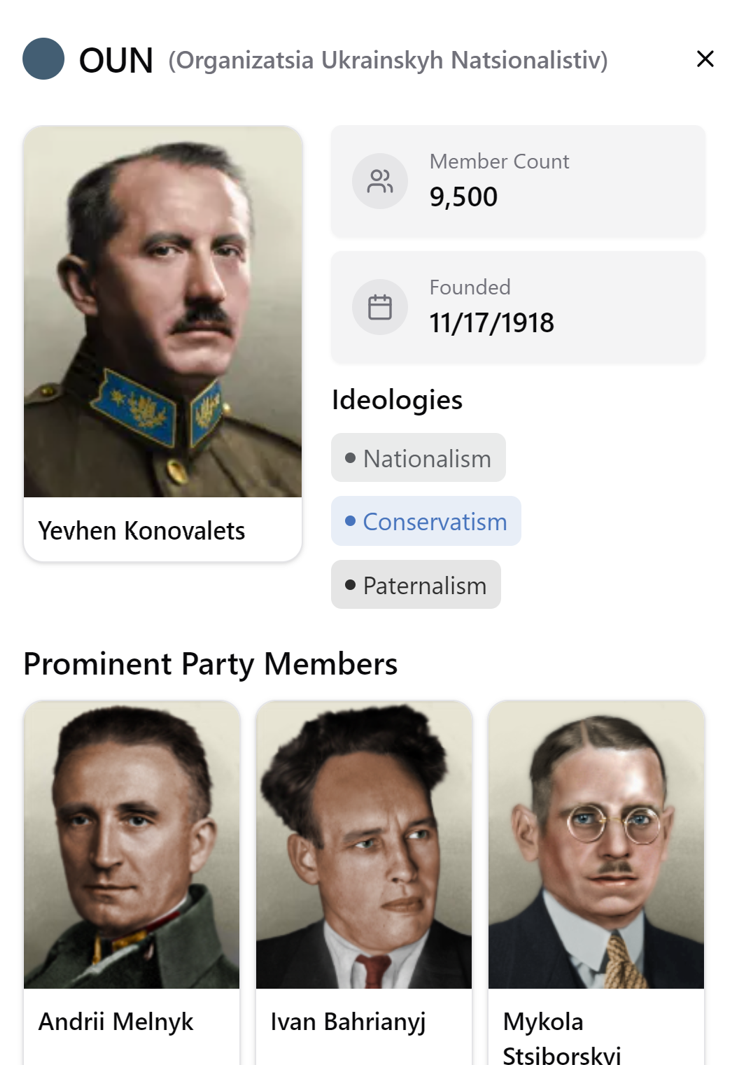 OUN (Organizatsia Ukrainskyh Natsionalistiv)
Member Count
9,500
Founded
11/17/1918
Ideologies
Nationalism
Conservatism
Paternalism
Yevhen Konovalets
Prominent Party Members
Andrii Melnyk
Ivan Bahrianyj
Mykola
Stsiborskyi